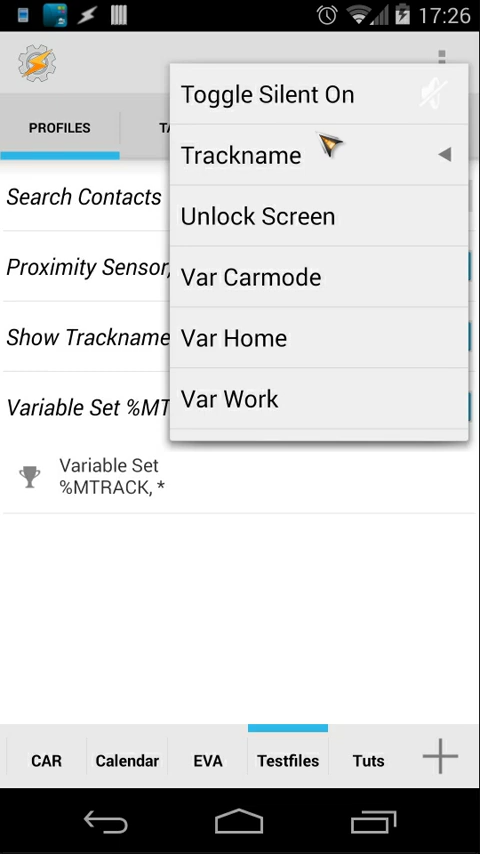 17:26
PROFILES
TA
Toggle Silent On
Trackname
Unlock Screen
Var Carmode
Var Home
Var Work
Search Contacts
Proximity Sensor,
Show Trackname
Variable Set %MT
Variable Set
%MTRACK, *
CAR
Calendar
EVA
Testfiles
Tuts